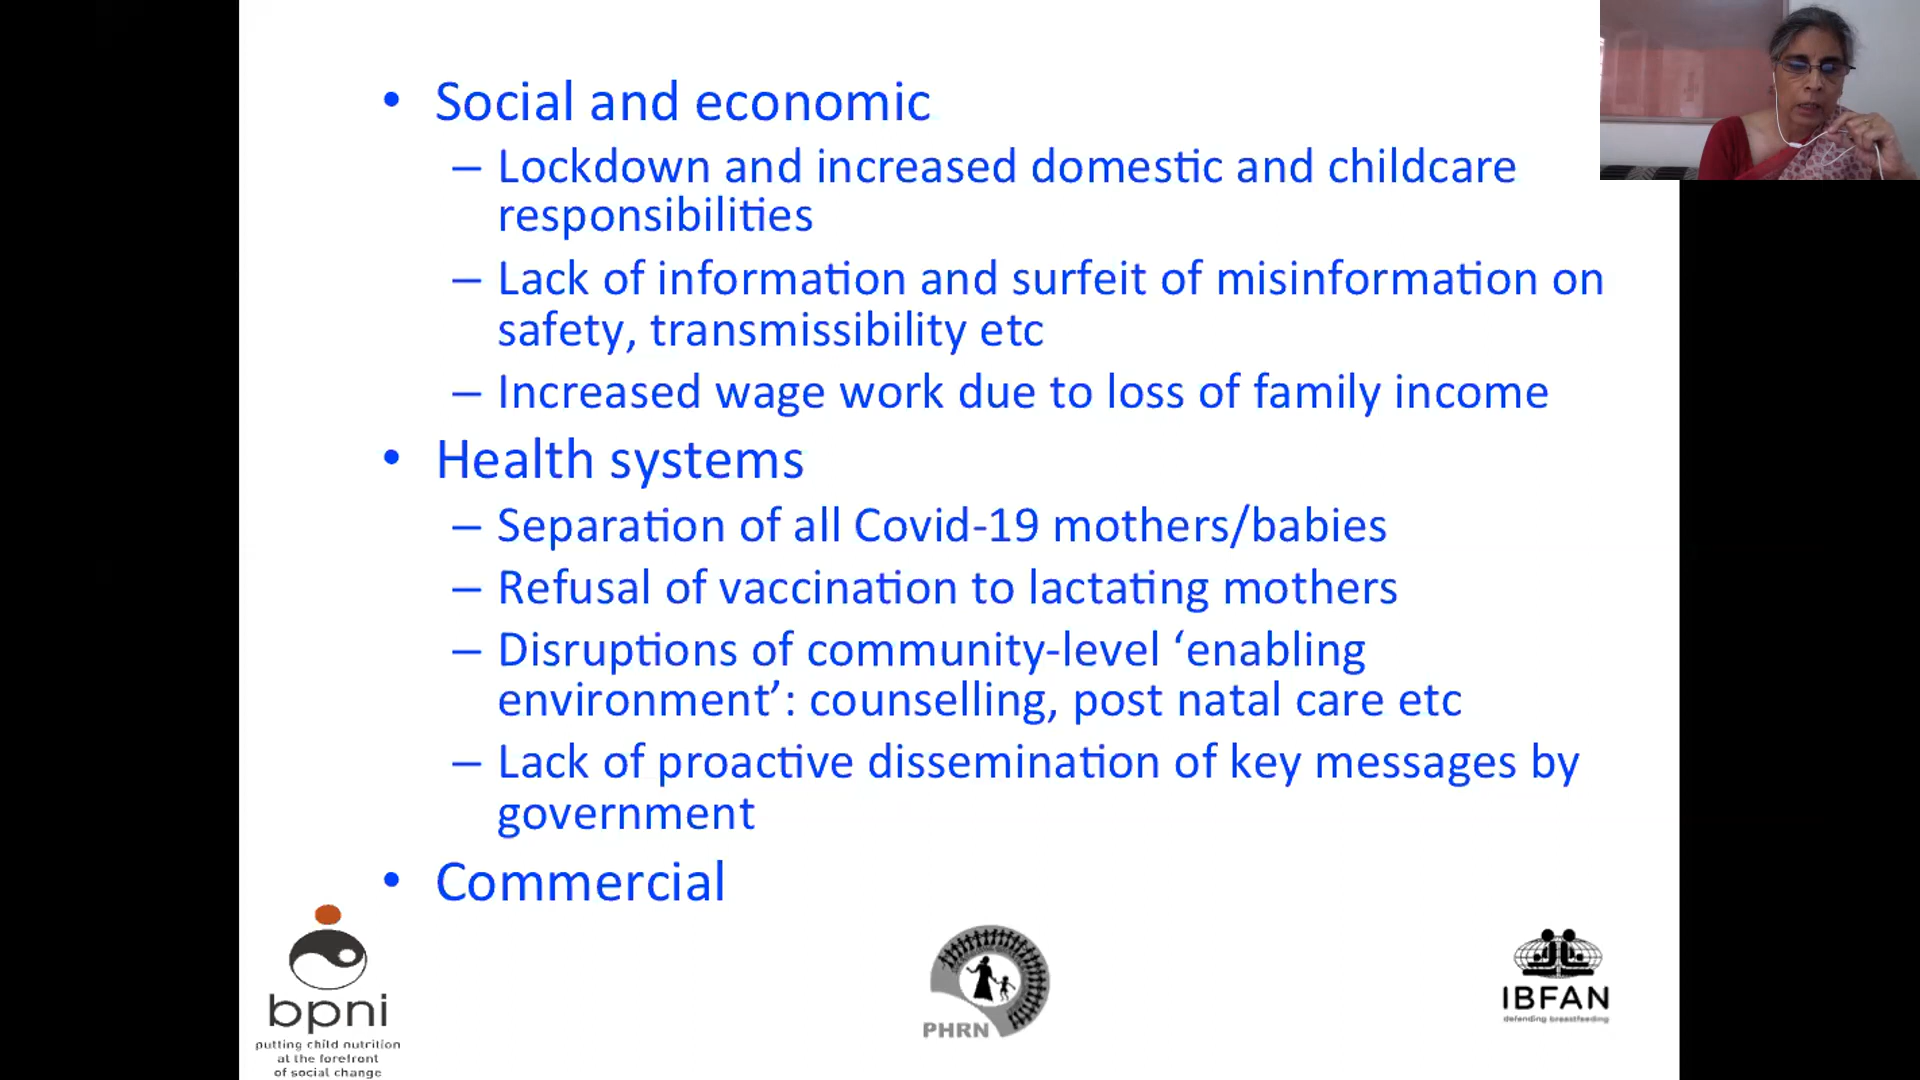 • Social and economic
– Lockdown and increased domestic and childcare
responsibilities
– Lack of information and surfeit of misinformation on
safety, transmissibility etc
– Increased wage work due to loss of family income
• Health systems
– Separation of all Covid-19 mothers/babies
– Refusal of vaccination to lactating mothers
– Disruptions of community-level ‘enabling
environment’: counselling, post natal care etc
– Lack of proactive dissemination of key messages by
government
• Commercial
bpni
putting child nutrition
at the forefront
of social change
PHRN
IBFAN
defending breastfeeding